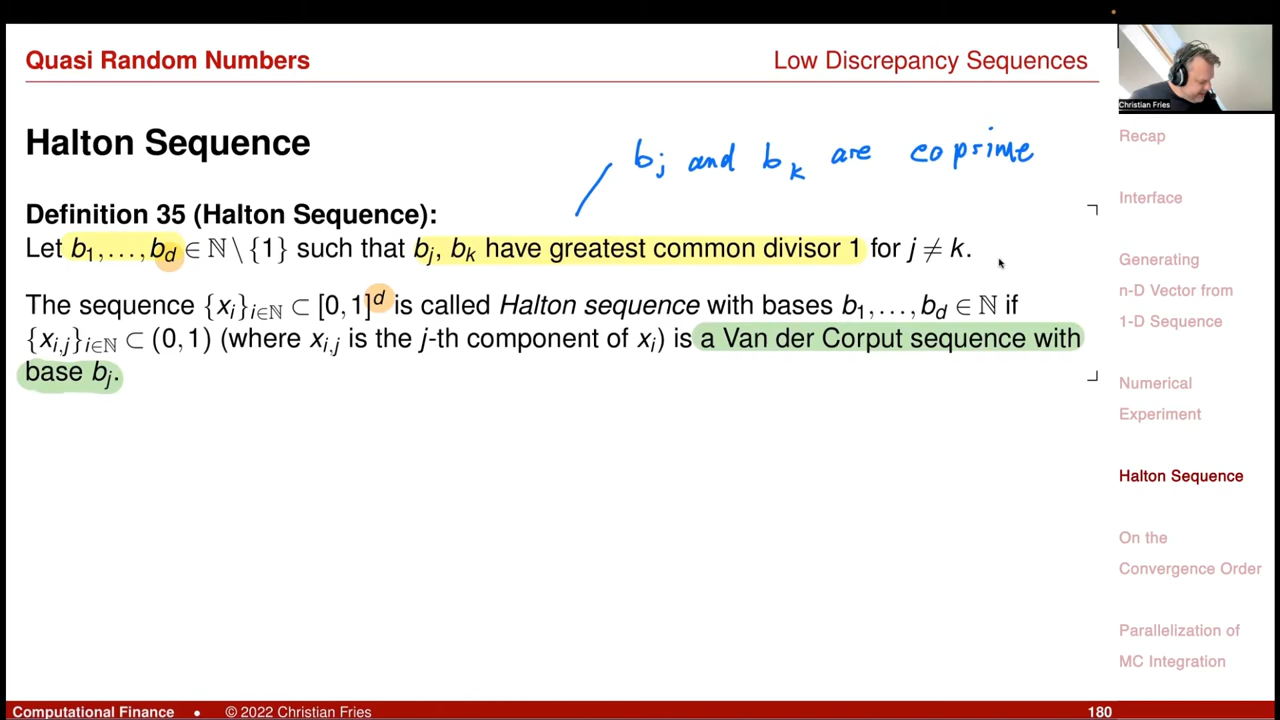 Quasi Random Numbers
Low Discrepancy Sequences
Christian Fries
Halton Sequence
bj and bk are coprime
Definition 35 (Halton Sequence):
Let b₁,…,b_d ∈ ℕ\{1} such that b_j, b_k have greatest common divisor 1 for j ≠ k.
The sequence {x_i}_{i∈ℕ} ⊂ [0,1]^d is called Halton sequence with bases b₁,…,b_d ∈ ℕ if
{x_{i,j}}_{i∈ℕ} ⊂ (0,1) (where x_{i,j} is the j-th component of x_i) is a Van der Corput sequence with
base b_j.
Recap
Interface
Generating
n-D Vector from
1-D Sequence
Numerical
Experiment
Halton Sequence
On the
Convergence Order
Parallelization of
MC Integration
Computational Finance • © 2022 Christian Fries
180